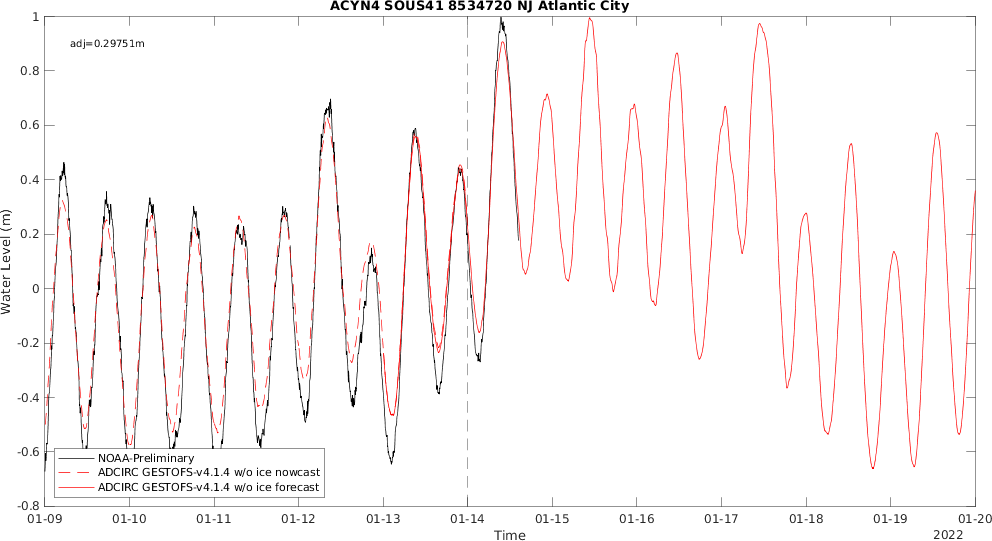 ACYN4 SOUS41 8534720 NJ Atlantic City
adj=0.29751m
1
0.8
0.6
0.4
0.2
0
-0.2
-0.4
-0.6
-0.8
Water Level (m)
NOAA-Preliminary
ADCIRC GESTOFS-v4.1.4 w/o ice nowcast
ADCIRC GESTOFS-v4.1.4 w/o ice forecast
01-09 01-10 01-11 01-12 01-13 01-14 01-15 01-16 01-17 01-18 01-19 01-20
Time
2022